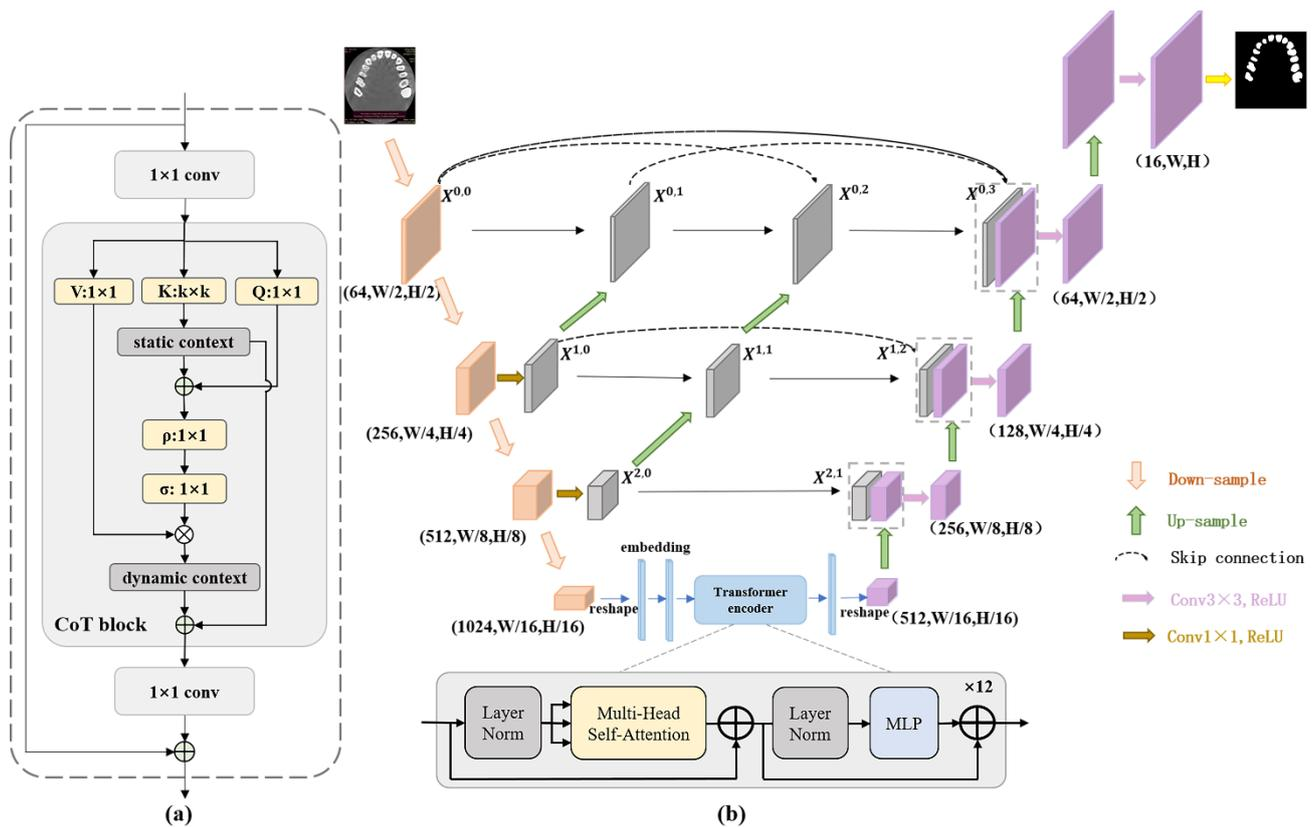 1×1 conv
V:1×1
K:k×k
Q:1×1
static context
ρ:1×1
σ: 1×1
dynamic context
CoT block
1×1 conv
(a)
X0,0
X0,1
X0,2
X0,3
(16,W,H)
(64,W/2,H/2)
(64,W/2,H/2)
X1,0
X1,1
X1,2
(256,W/4,H/4)
(128,W/4,H/4)
X2,0
X2,1
(512,W/8,H/8)
(256,W/8,H/8)
embedding
reshape
Transformer
encoder
reshape
(1024,W/16,H/16)
(512,W/16,H/16)
Down-sample
Up-sample
Skip connection
Conv3×3,ReLU
Conv1×1,ReLU
×12
Layer
Norm
Multi-Head
Self-Attention
Layer
Norm
MLP
(b)